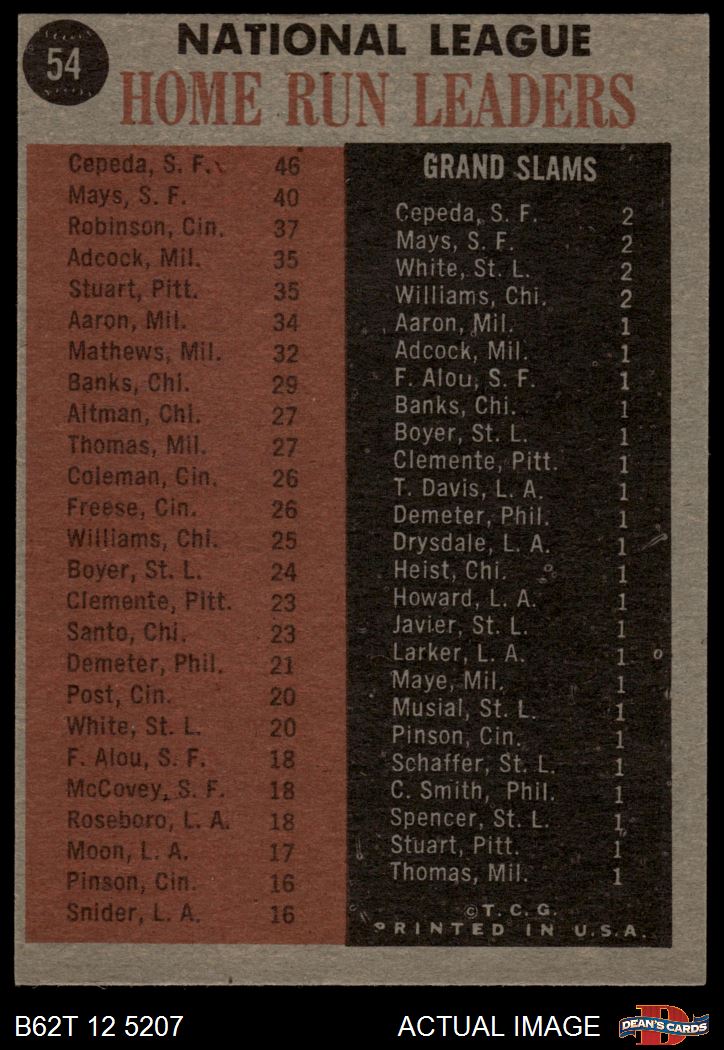 54
NATIONAL LEAGUE
HOME RUN LEADERS
Cepeda, S. F. 46
Mays, S. F. 40
Robinson, Cin. 37
Adcock, Mil. 35
Stuart, Pitt. 35
Aaron, Mil. 34
Mathews, Mil. 32
Banks, Chi. 29
Altman, Chi. 27
Thomas, Mil. 27
Coleman, Cin. 26
Freese, Cin. 26
Williams, Chi. 25
Boyer, St. L. 24
Clemente, Pitt. 23
Santo, Chi. 23
Demeter, Phil. 21
Post, Cin. 20
White, St. L. 20
F. Alou, S. F. 18
McCovey, S. F. 18
Roseboro, L. A. 18
Moon, L. A. 17
Pinson, Cin. 16
Snider, L. A. 16
GRAND SLAMS
Cepeda, S. F. 2
Mays, S. F. 2
White, St. L. 2
Williams, Chi. 2
Aaron, Mil. 1
Adcock, Mil. 1
F. Alou, S. F. 1
Banks, Chi. 1
Boyer, St. L. 1
Clemente, Pitt. 1
T. Davis, L. A. 1
Demeter, Phil. 1
Drysdale, L. A. 1
Heist, Chi. 1
Howard, L. A. 1
Javier, St. L. 1
Larker, L. A. 1
Maye, Mil. 1
Musial, St. L. 1
Pinson, Cin. 1
Schaffer, St. L. 1
C. Smith, Phil. 1
Spencer, St. L. 1
Stuart, Pitt. 1
Thomas, Mil. 1
©T. C. G.
PRINTED IN U.S.A.
B62T 12 5207 ACTUAL IMAGE
D
DEAN'S CARDS